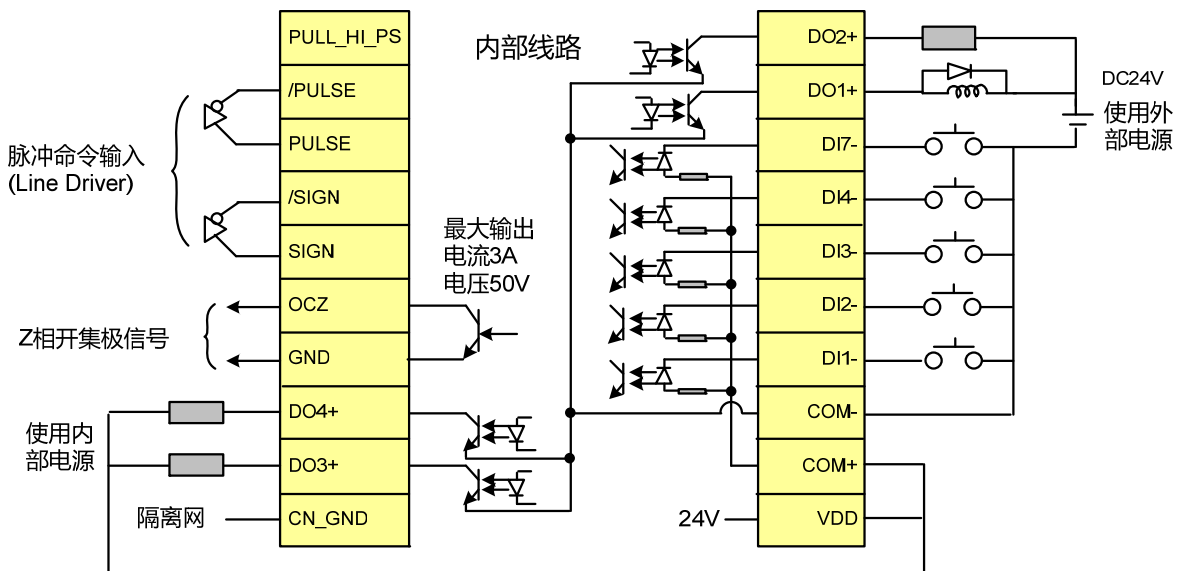 PULL_HI_PS
/PULSE
PULSE
/SIGN
SIGN
OCZ
GND
DO4+
DO3+
CN_GND
脉冲命令输入
(Line Driver)
Z相开集极信号
使用内
部电源
隔离网
最大输出
电流3A
电压50V
内部线路
DO2+
DO1+
DI7-
DI4-
DI3-
DI2-
DI1-
COM-
COM+
VDD
24V
DC24V
使用外
部电源